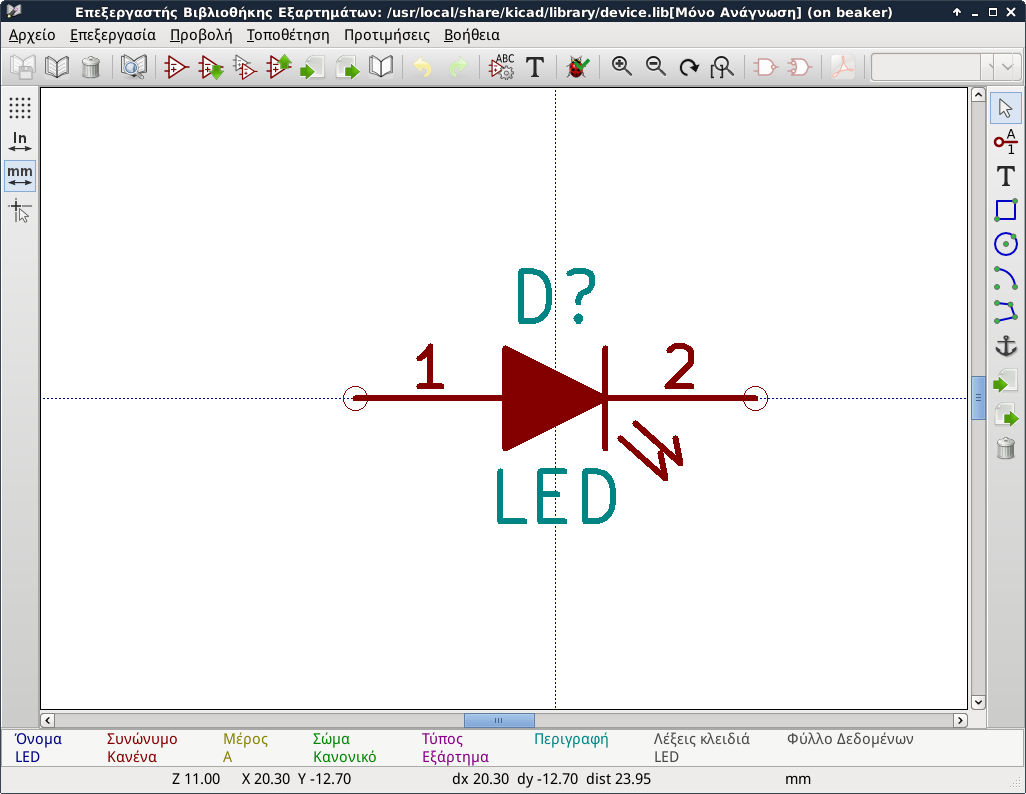 Επεξεργαστής Βιβλιοθήκης Εξαρτημάτων: /usr/local/share/kicad/library/device.lib[Μόνο Ανάγνωση] (on beaker)
Αρχείο Επεξεργασία Προβολή Τοποθέτηση Προτιμήσεις Βοήθεια
ABC
T
In
mm
A
1
T
D?
1 2
LED
Όνομα Συνώνυμο Μέρος Σώμα Τύπος Περιγραφή Λέξεις κλειδιά Φύλλο Δεδομένων
LED Κανένα A Κανονικό Εξάρτημα LED
Z 11.00 X 20.30 Y -12.70 dx 20.30 dy -12.70 dist 23.95 mm